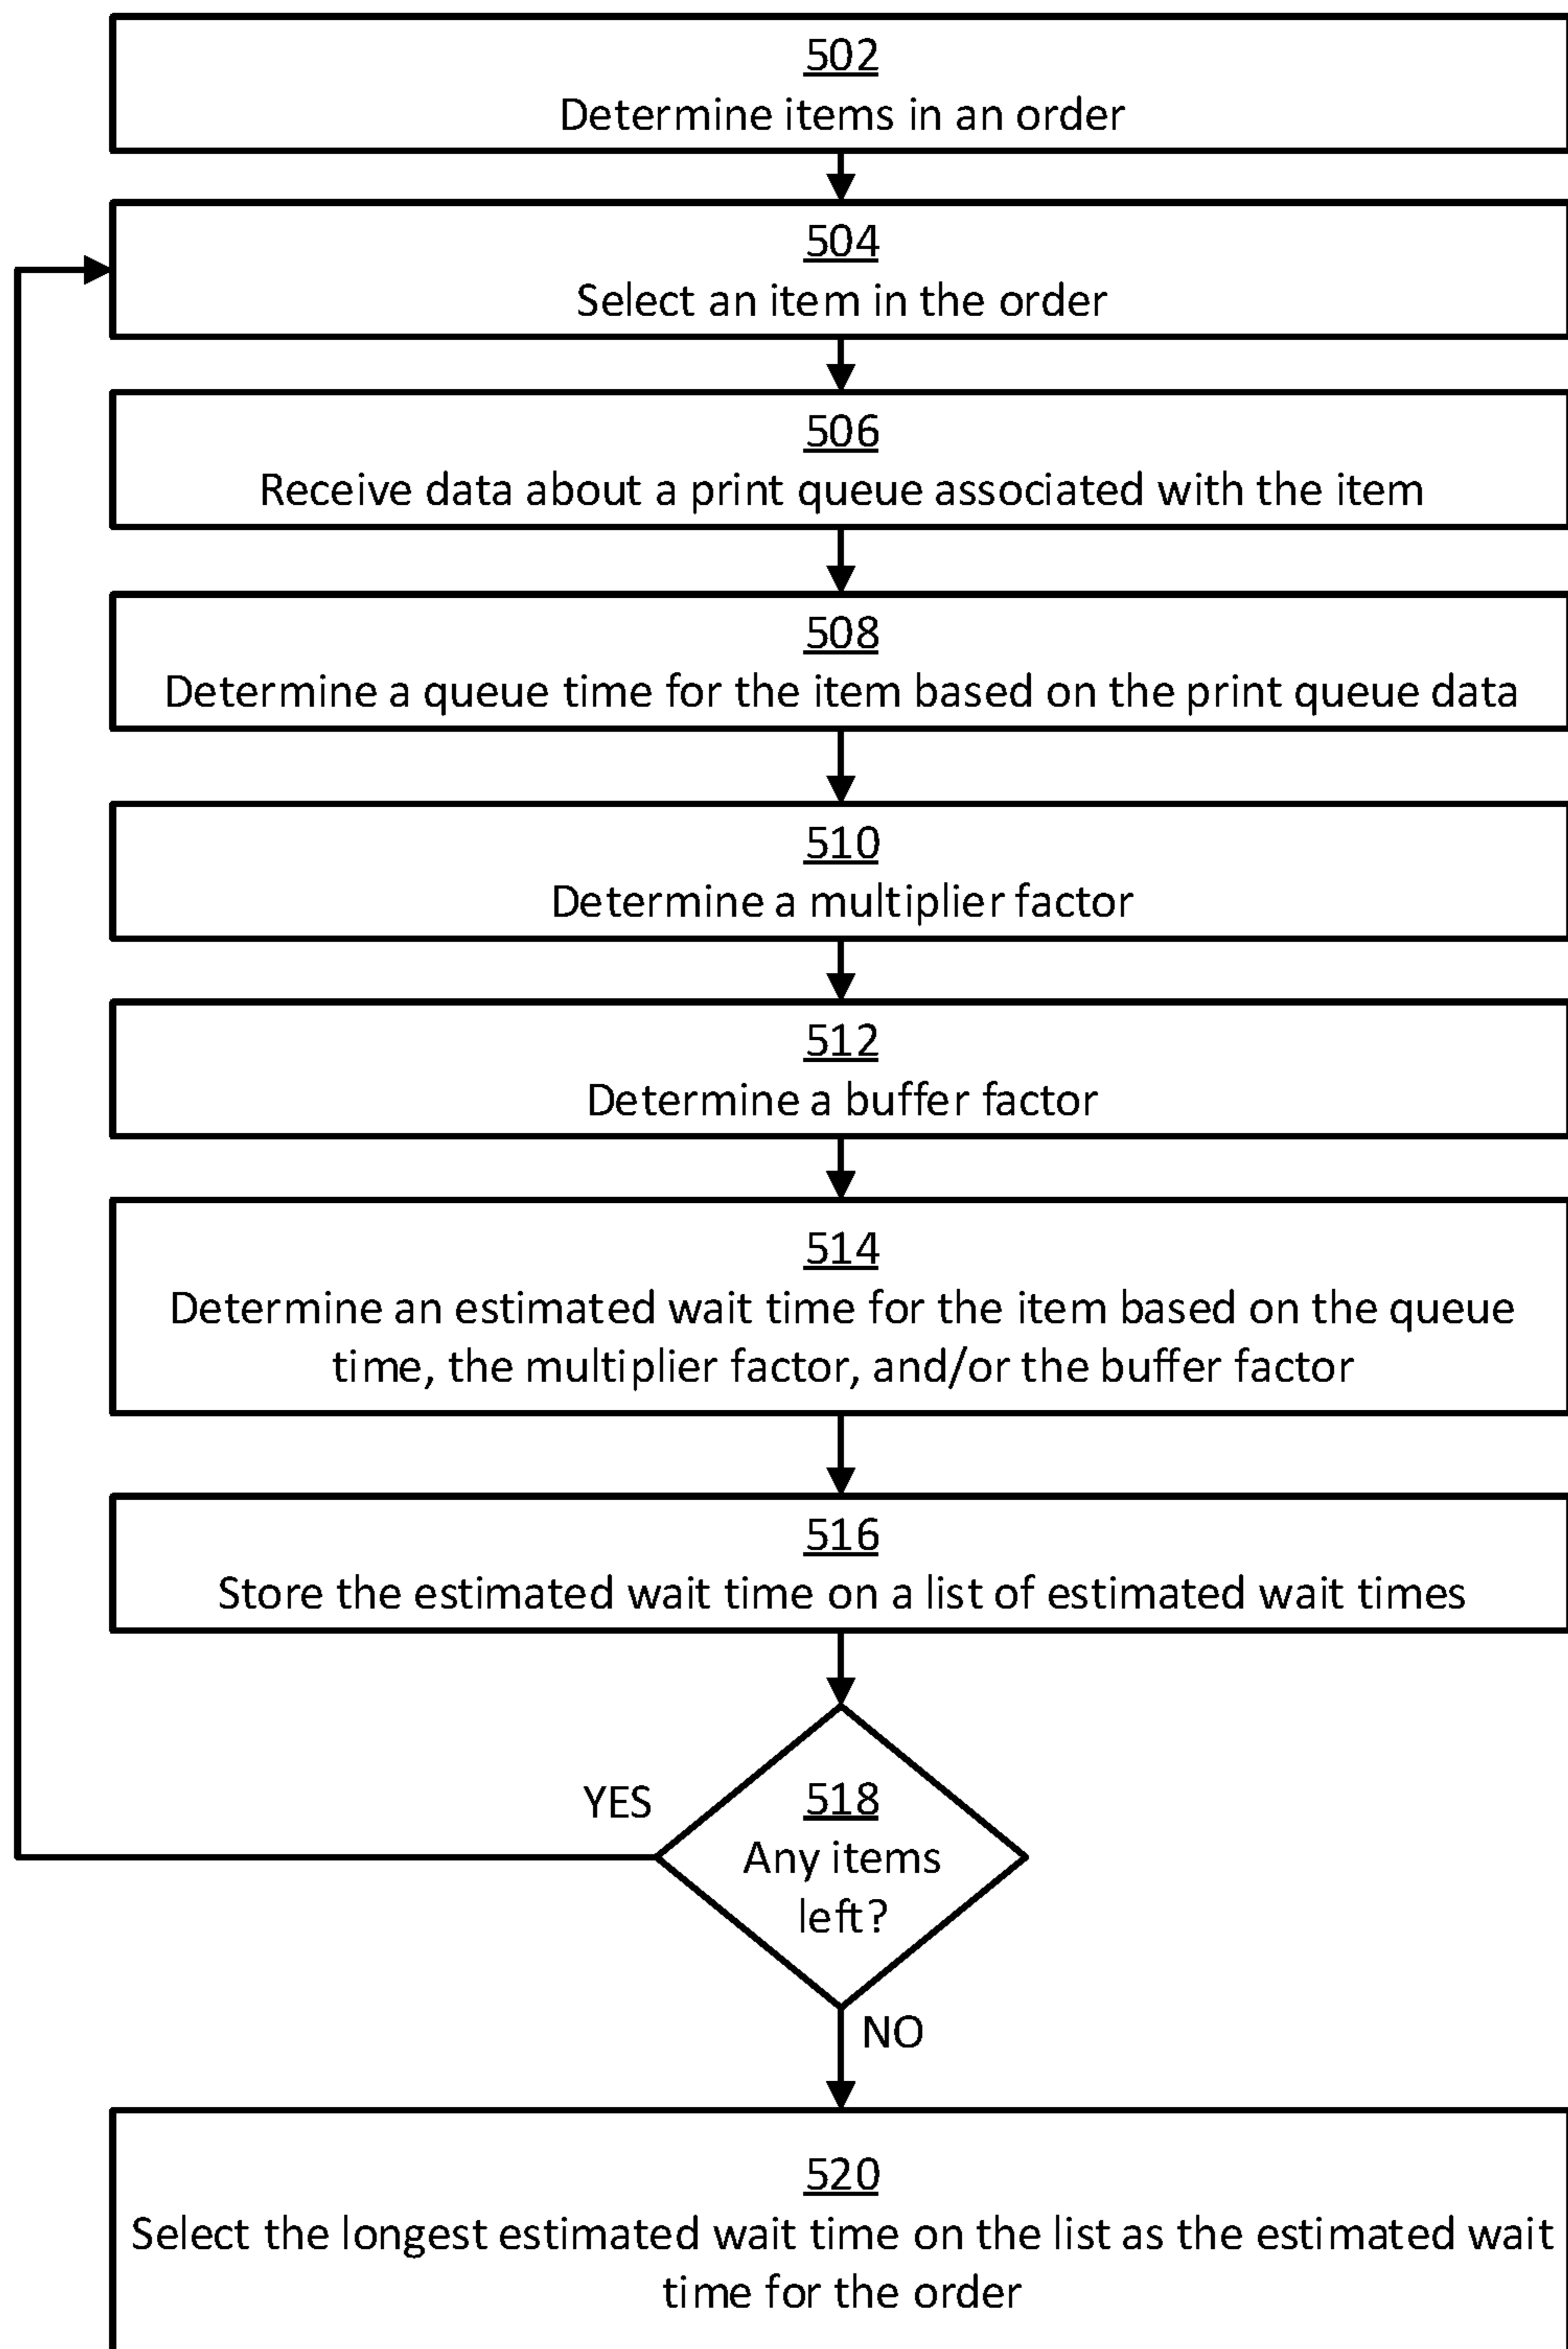 502
Determine items in an order
504
Select an item in the order
506
Receive data about a print queue associated with the item
508
Determine a queue time for the item based on the print queue data
510
Determine a multiplier factor
512
Determine a buffer factor
514
Determine an estimated wait time for the item based on the queue
time, the multiplier factor, and/or the buffer factor
516
Store the estimated wait time on a list of estimated wait times
YES
518
Any items
left?
NO
520
Select the longest estimated wait time on the list as the estimated wait
time for the order